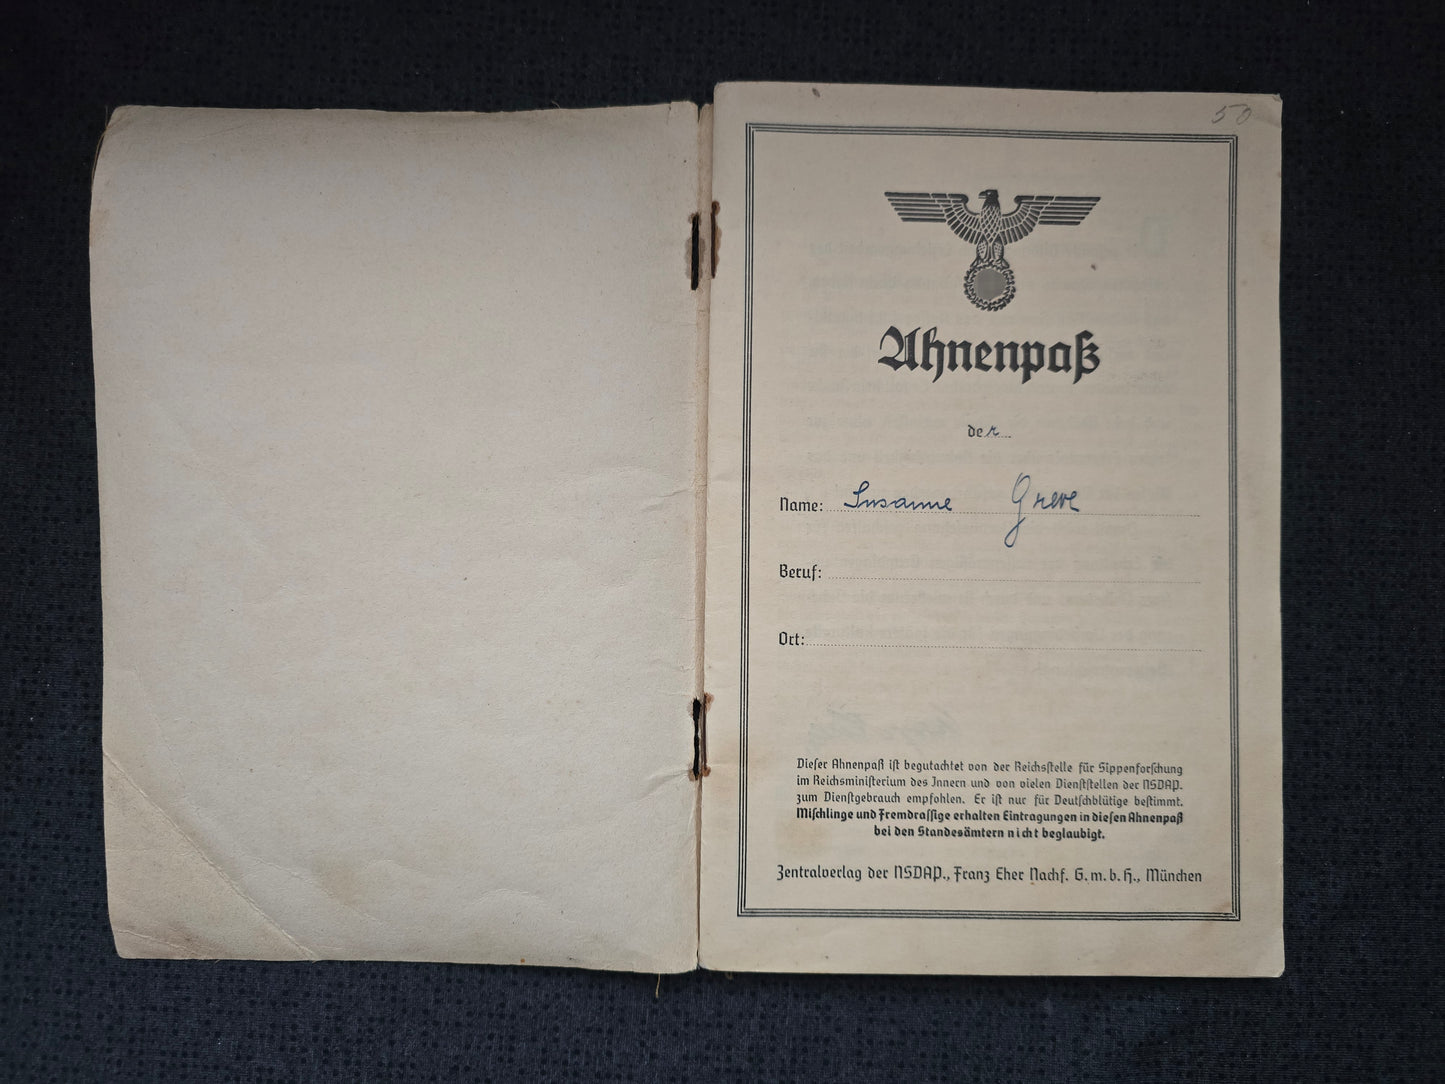 50
Ahnenpaß
der
Name: Susanne Greve
Beruf:
Ort:
Dieser Ahnenpaß ist begutachtet von der Reichsstelle für Sippenforschung
im Reichsministerium des Innern und von vielen Dienststellen der NSDAP.
zum Dienstgebrauch empfohlen. Er ist nur für Deutschblütige bestimmt.
Mischlinge und Fremdrassige erhalten Eintragungen in diesen Ahnenpaß
bei den Standesämtern nicht beglaubigt.
Zentralverlag der NSDAP., Franz Eher Nachf. G.m.b.H., München